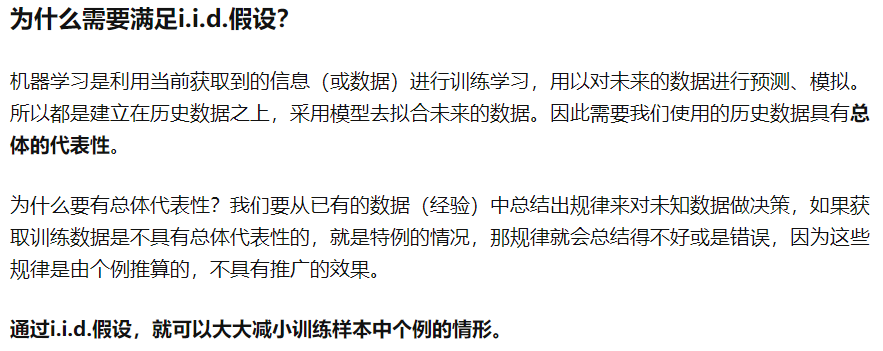 为什么需要满足i.i.d.假设？
机器学习是利用当前获取到的信息（或数据）进行训练学习，用以对未来的数据进行预测、模拟。
所以都是建立在历史数据之上，采用模型去拟合未来的数据。因此需要我们使用的历史数据具有总
体的代表性。
为什么要有总体代表性？我们要从已有的数据（经验）中总结出规律来对未知数据做决策，如果获
取训练数据是不具有总体代表性的，就是特例的情况，那规律就会总结得不好或是错误，因为这些
规律是由个例推算的，不具有推广的效果。
通过i.i.d.假设，就可以大大减小训练样本中个例的情形。